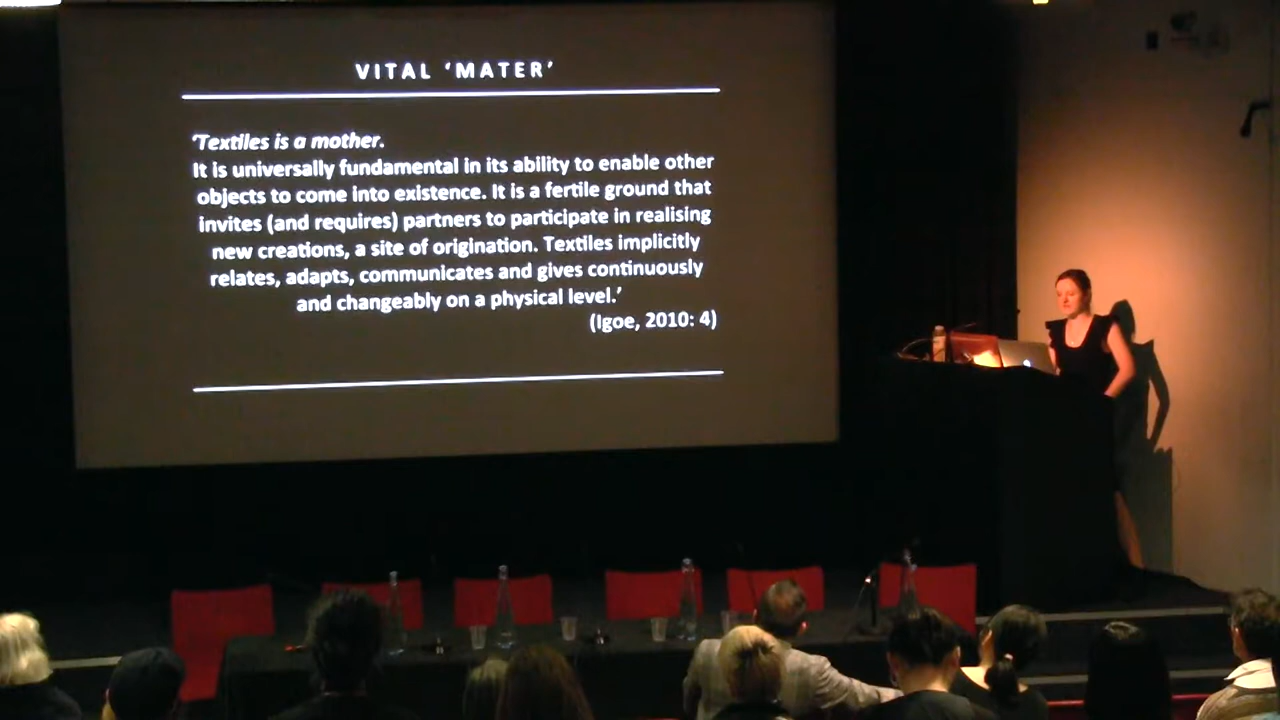 VITAL ‘MATER’
‘Textiles is a mother.
It is universally fundamental in its ability to enable other
objects to come into existence. It is a fertile ground that
invites (and requires) partners to participate in realising
new creations, a site of origination. Textiles implicitly
relates, adapts, communicates and gives continuously
and changeably on a physical level.’
(Igoe, 2010: 4)